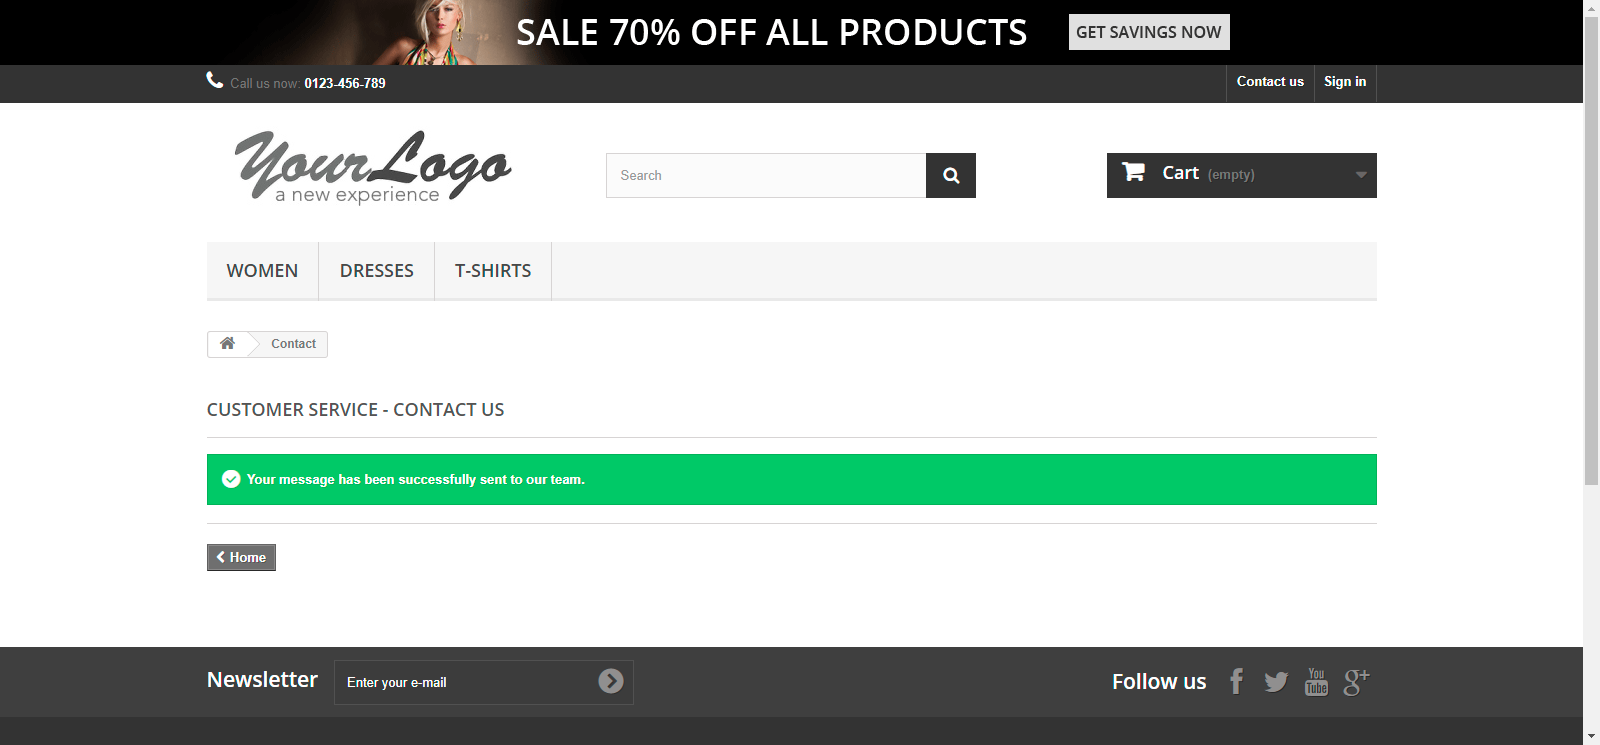 SALE 70% OFF ALL PRODUCTS GET SAVINGS NOW
Call us now: 0123-456-789 Contact us Sign in
YourLogo
a new experience
Search Cart (empty)
WOMEN DRESSES T-SHIRTS
Contact
CUSTOMER SERVICE - CONTACT US
Your message has been successfully sent to our team.
Home
Newsletter Enter your e-mail Follow us You Tube g+